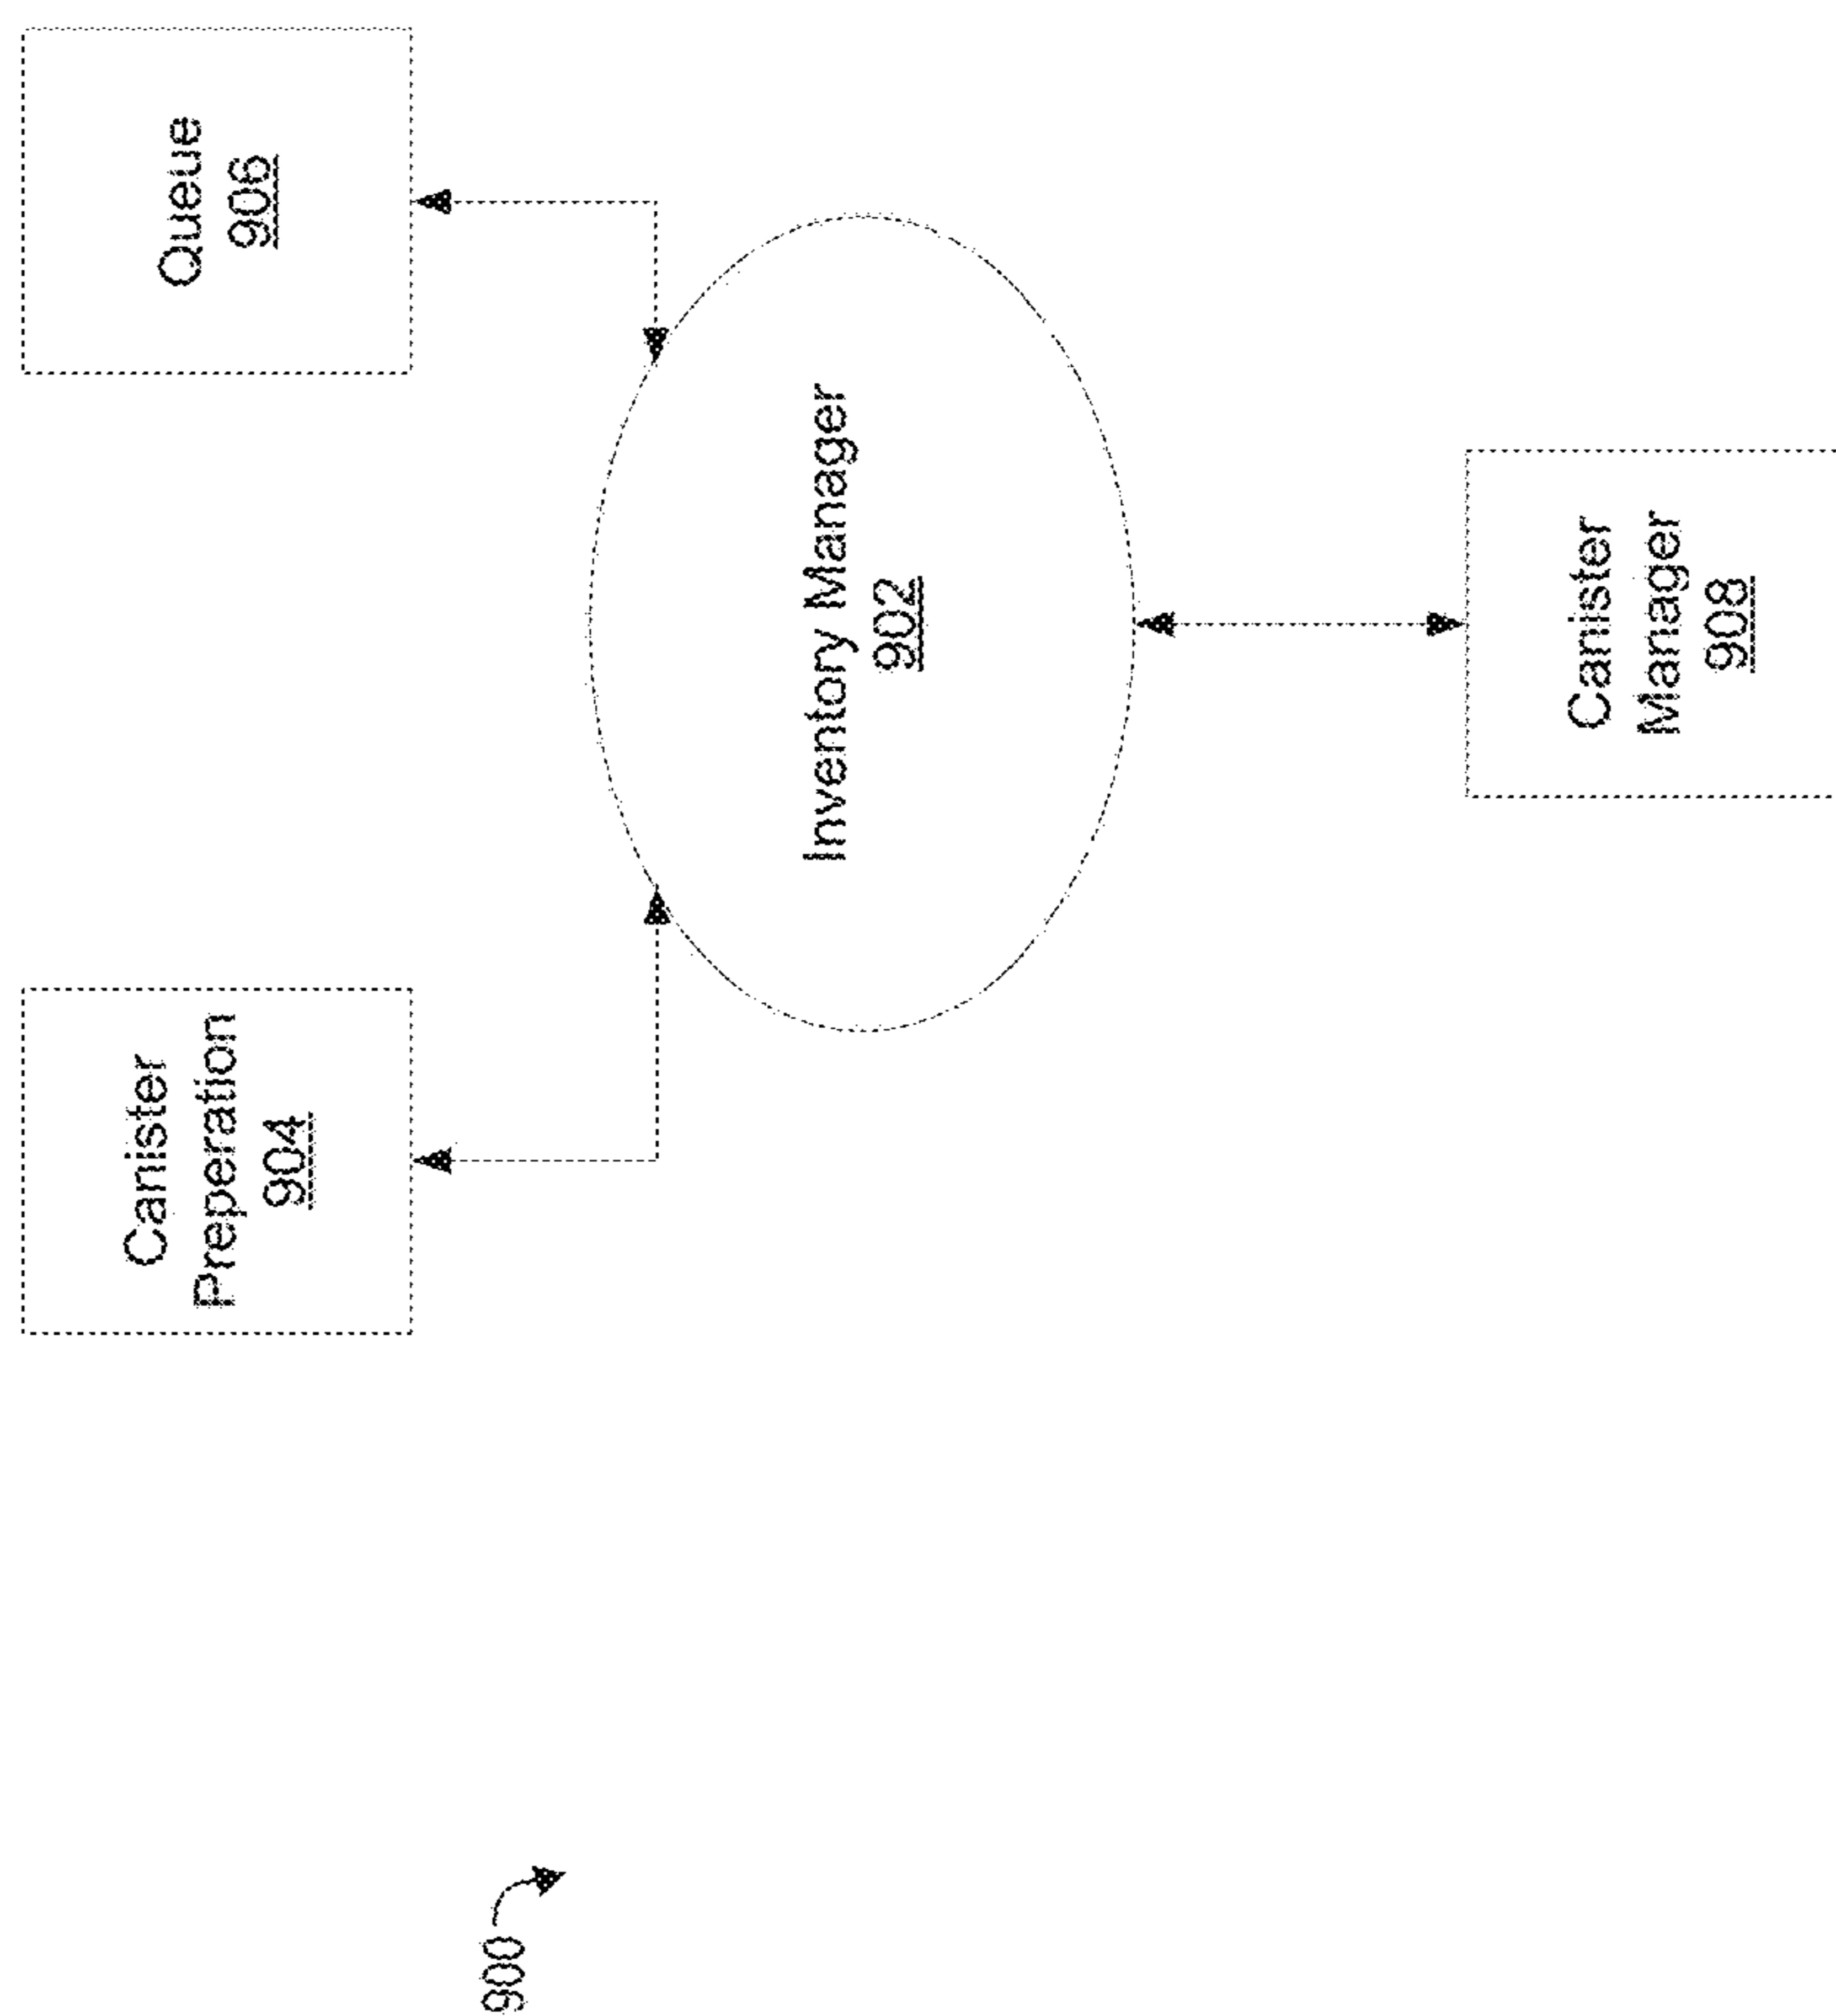 900
Canister
Preperation
904
Queue
906
Inventory Manager
902
Canister
Manager
908